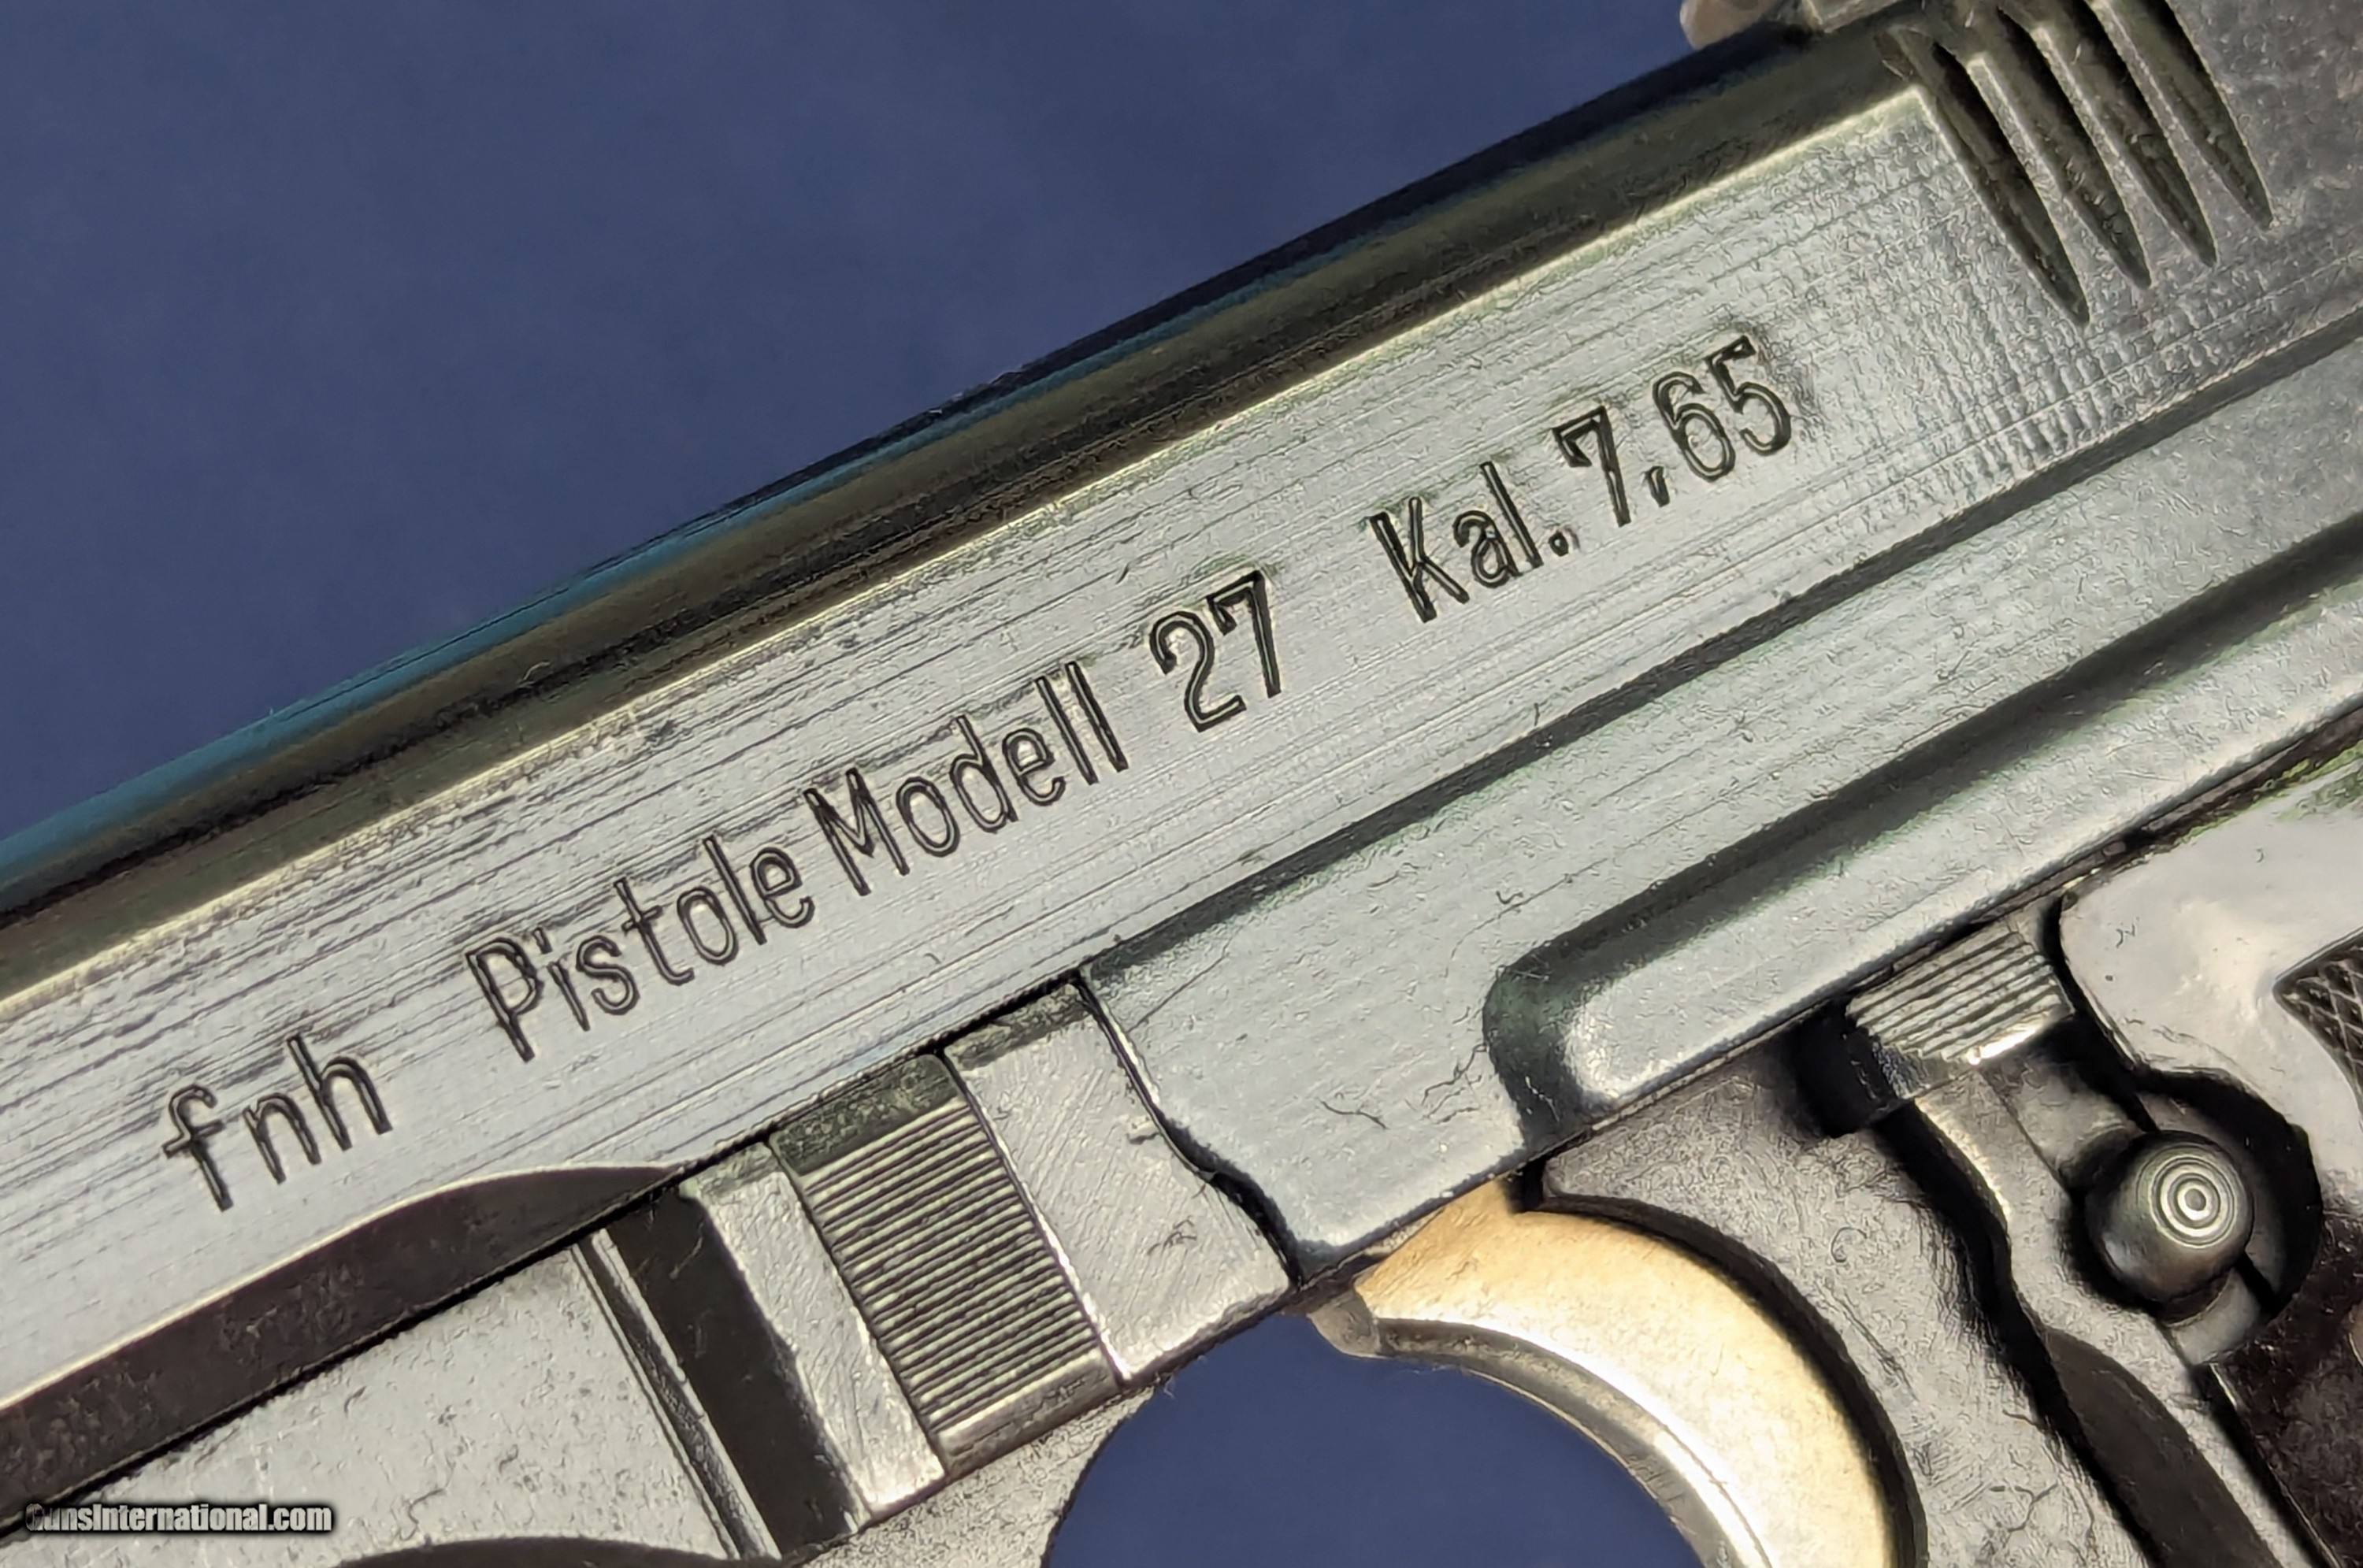 fnh Pistole Modell 27 Kal. 7,65
GunsInternational.com